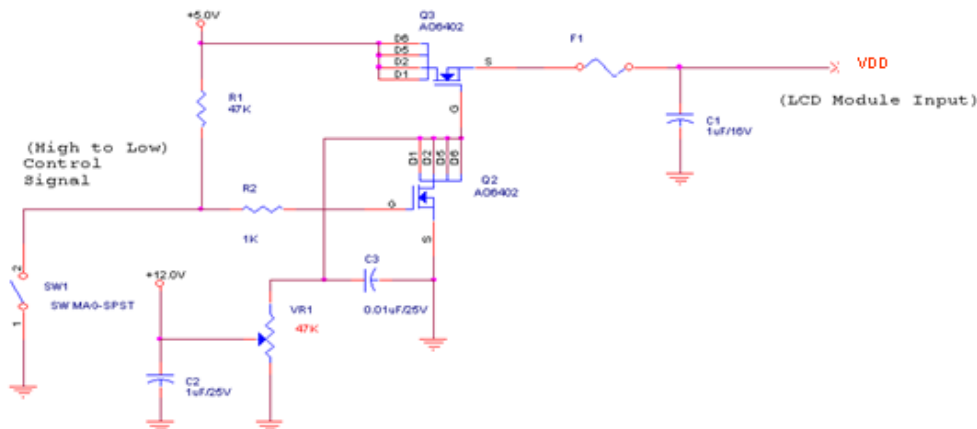 +5.0V
Q3
AO6402
D6
D5
D2
D1
S
G
F1
VDD
(LCD Module Input)
C1
1uF/16V
R1
47K
(High to Low)
Control
Signal
D1
D2
D5
D6
Q2
AO6402
R2
G
1K
S
2
SW1
SW MAG-SPST
1
+12.0V
C3
0.01uF/25V
VR1
47K
C2
1uF/25V